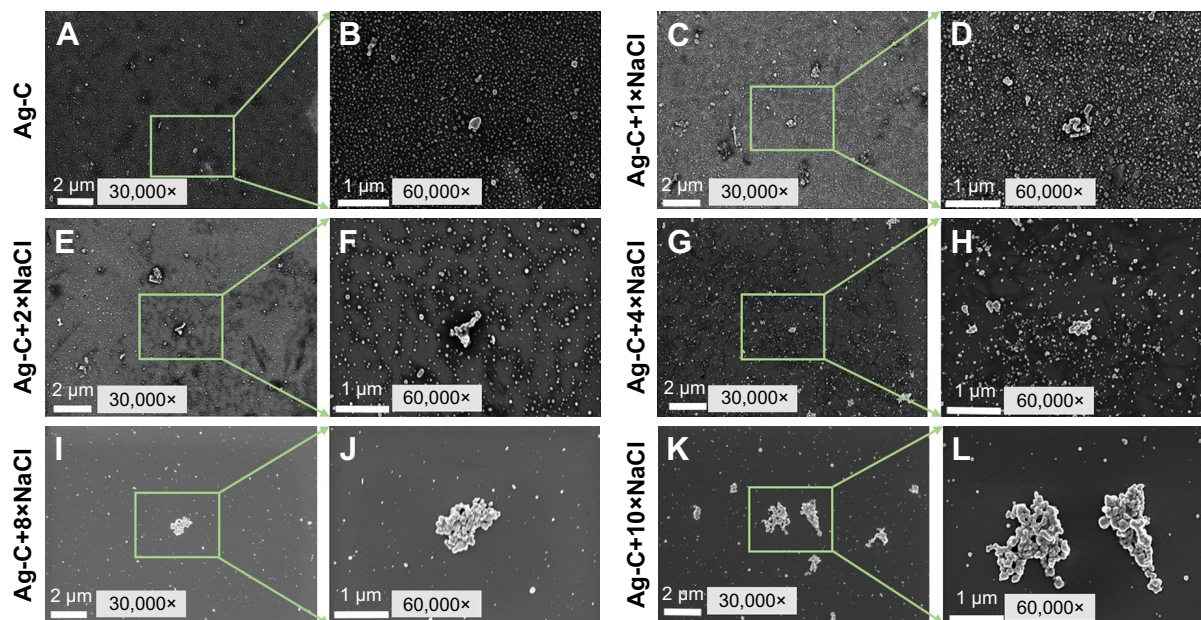 Ag-C
A
2 μm 30,000×
B
1 μm 60,000×
Ag-C+1×NaCl
C
2 μm 30,000×
D
1 μm 60,000×
Ag-C+2×NaCl
E
2 μm 30,000×
F
1 μm 60,000×
Ag-C+4×NaCl
G
2 μm 30,000×
H
1 μm 60,000×
Ag-C+8×NaCl
I
2 μm 30,000×
J
1 μm 60,000×
Ag-C+10×NaCl
K
2 μm 30,000×
L
1 μm 60,000×